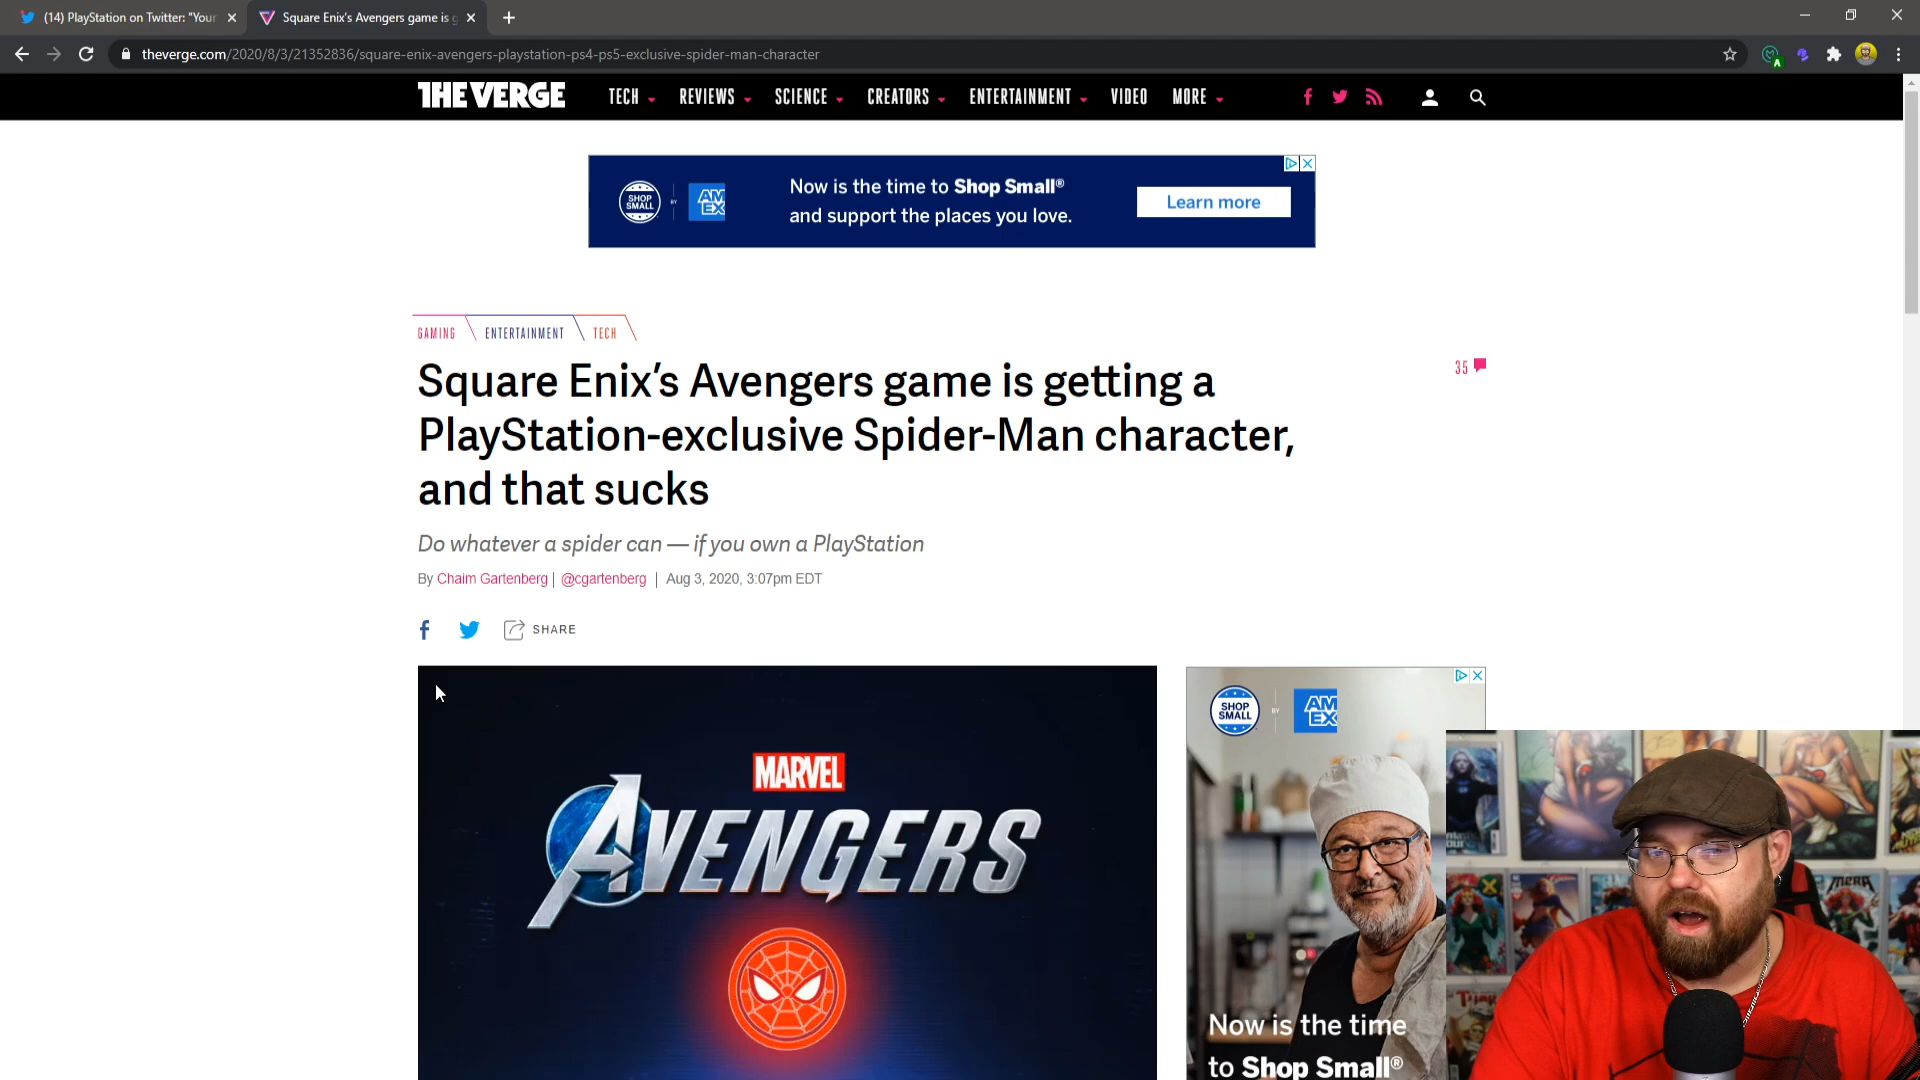 (14) PlayStation on Twitter: "Your
Square Enix's Avengers game is g
theverge.com/2020/8/3/21352836/square-enix-avengers-playstation-ps4-ps5-exclusive-spider-man-character
THE VERGE
TECH
REVIEWS
SCIENCE
CREATORS
ENTERTAINMENT
VIDEO
MORE
SHOP SMALL
BY
AM
EX
Now is the time to Shop Small®
and support the places you love.
Learn more
GAMING
ENTERTAINMENT
TECH
Square Enix's Avengers game is getting a
PlayStation-exclusive Spider-Man character,
and that sucks
35
Do whatever a spider can — if you own a PlayStation
By Chaim Gartenberg | @cgartenberg | Aug 3, 2020, 3:07pm EDT
SHARE
MARVEL
AVENGERS
SHOP
SMALL
BY
AM
EX
Now is the time
to Shop Small®
MERA